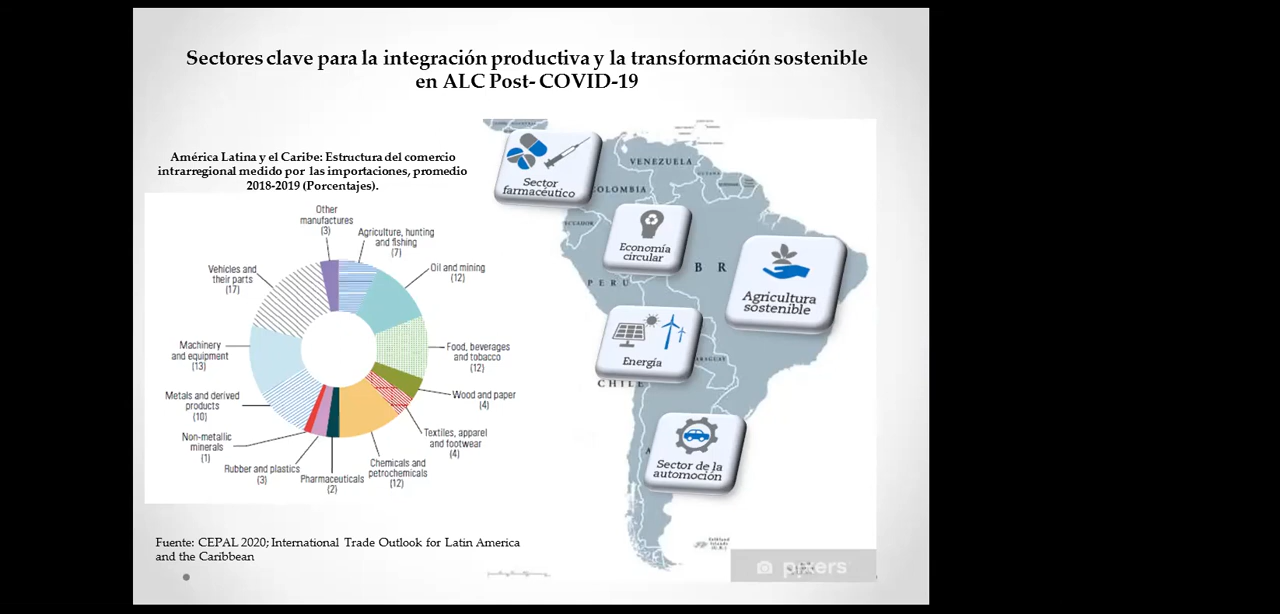 Sectores clave para la integración productiva y la transformación sostenible
en ALC Post- COVID-19
América Latina y el Caribe: Estructura del comercio
intrarregional medido por las importaciones, promedio
2018-2019 (Porcentajes).
Other
manufactures
(3)
Agriculture, hunting
and fishing
(7)
Oil and mining
(12)
Food, beverages
and tobacco
(12)
Wood and paper
(4)
Textiles, apparel
and footwear
(4)
Chemicals and
petrochemicals
(12)
Pharmaceuticals
(2)
Rubber and plastics
(3)
Non-metallic
minerals
(1)
Metals and derived
products
(10)
Machinery
and equipment
(13)
Vehicles and
their parts
(17)
Sector
farmacéutico
VENEZUELA
OLOMBIA
ECUADOR
Economía
circular
B R
PERU
Agricultura
sostenible
Energía
ARAGUAY
CHILE
A
Sector de la
automoción
Falkland
Islands
pixers
Fuente: CEPAL 2020; International Trade Outlook for Latin America
and the Caribbean